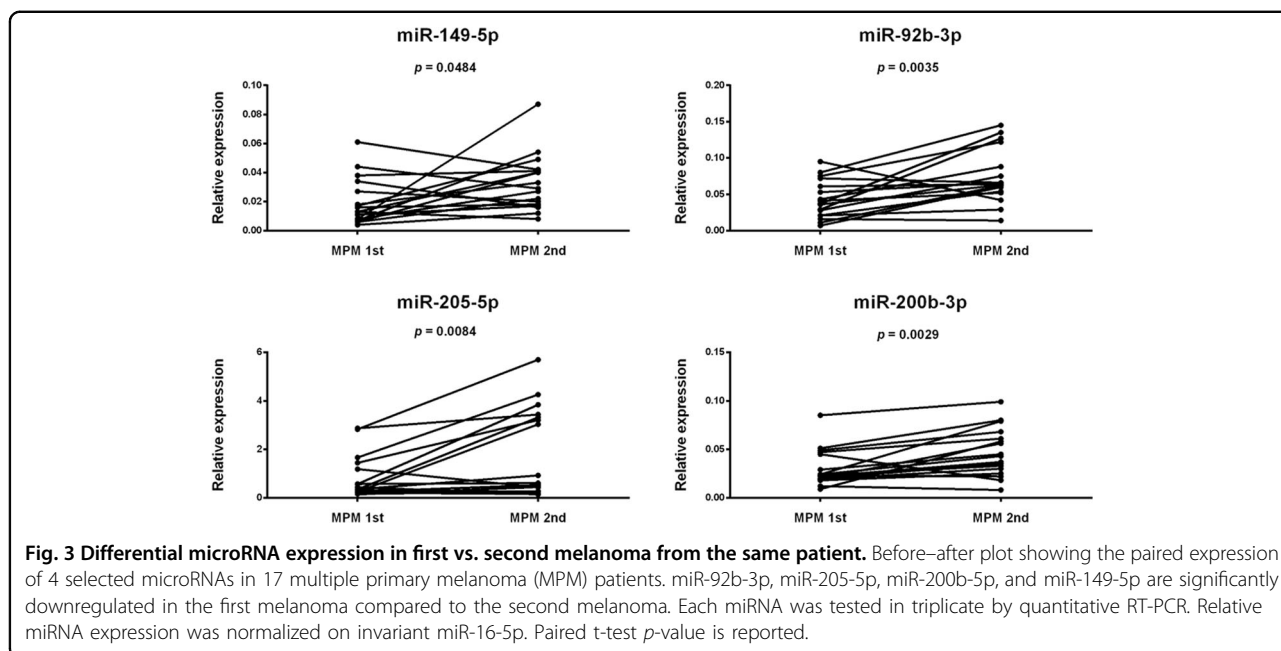 miR-149-5p
p = 0.0484
Relative expression
0.10
0.08
0.06
0.04
0.02
0.00
MPM 1st
MPM 2nd
miR-92b-3p
p = 0.0035
Relative expression
0.20
0.15
0.10
0.05
0.00
MPM 1st
MPM 2nd
miR-205-5p
p = 0.0084
Relative expression
6
4
2
0
MPM 1st
MPM 2nd
miR-200b-3p
p = 0.0029
Relative expression
0.15
0.10
0.05
0.00
MPM 1st
MPM 2nd
Fig. 3 Differential microRNA expression in first vs. second melanoma from the same patient. Before–after plot showing the paired expression
of 4 selected microRNAs in 17 multiple primary melanoma (MPM) patients. miR-92b-3p, miR-205-5p, miR-200b-5p, and miR-149-5p are significantly
downregulated in the first melanoma compared to the second melanoma. Each miRNA was tested in triplicate by quantitative RT-PCR. Relative
miRNA expression was normalized on invariant miR-16-5p. Paired t-test p-value is reported.